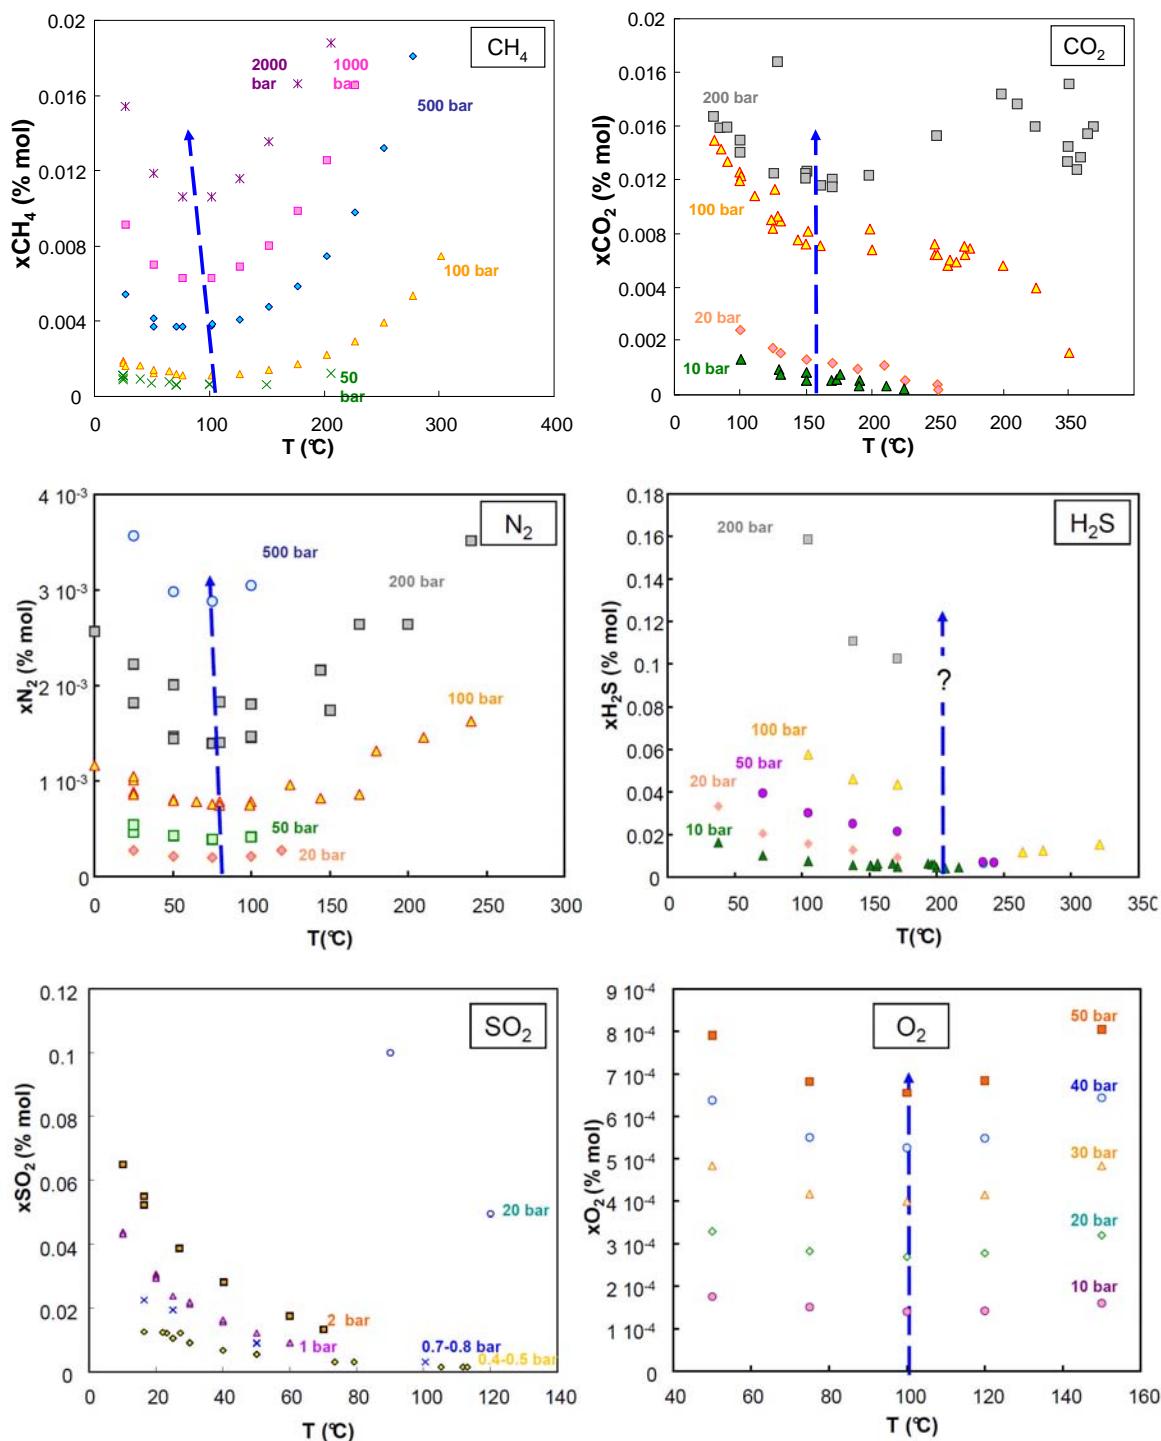 0.02
0.016
0.012
0.008
0.004
0
xCH4 (% mol)
CH4
2000 bar
1000 bar
500 bar
100 bar
50 bar
0 100 200 300 400
T (°C)
0.02
0.016
0.016
0.012
0.008
0.004
0.002
0
xCO2 (% mol)
CO2
200 bar
100 bar
20 bar
10 bar
0 100 150 200 250 350
T (°C)
4 10-3
3 10-3
2 10-3
1 10-3
0
xN2 (% mol)
N2
500 bar
200 bar
100 bar
50 bar
20 bar
0 50 100 150 200 250 300
T(°C)
0.18
0.16
0.14
0.12
0.1
0.08
0.06
0.04
0.02
0
xH2S (% mol)
H2S
200 bar
?
100 bar
50 bar
20 bar
10 bar
0 50 100 150 200 250 300 350
T(°C)
0.12
0.1
0.08
0.06
0.04
0.02
0
xSO2 (% mol)
SO2
20 bar
2 bar
1 bar
0.7-0.8 bar
0.4-0.5 bar
0 20 40 60 80 100 120 140
T (°C)
9 10-4
8 10-4
7 10-4
6 10-4
5 10-4
4 10-4
3 10-4
2 10-4
1 10-4
0
xO2 (% mol)
O2
50 bar
40 bar
30 bar
20 bar
10 bar
40 60 80 100 120 140 160
T (°C)